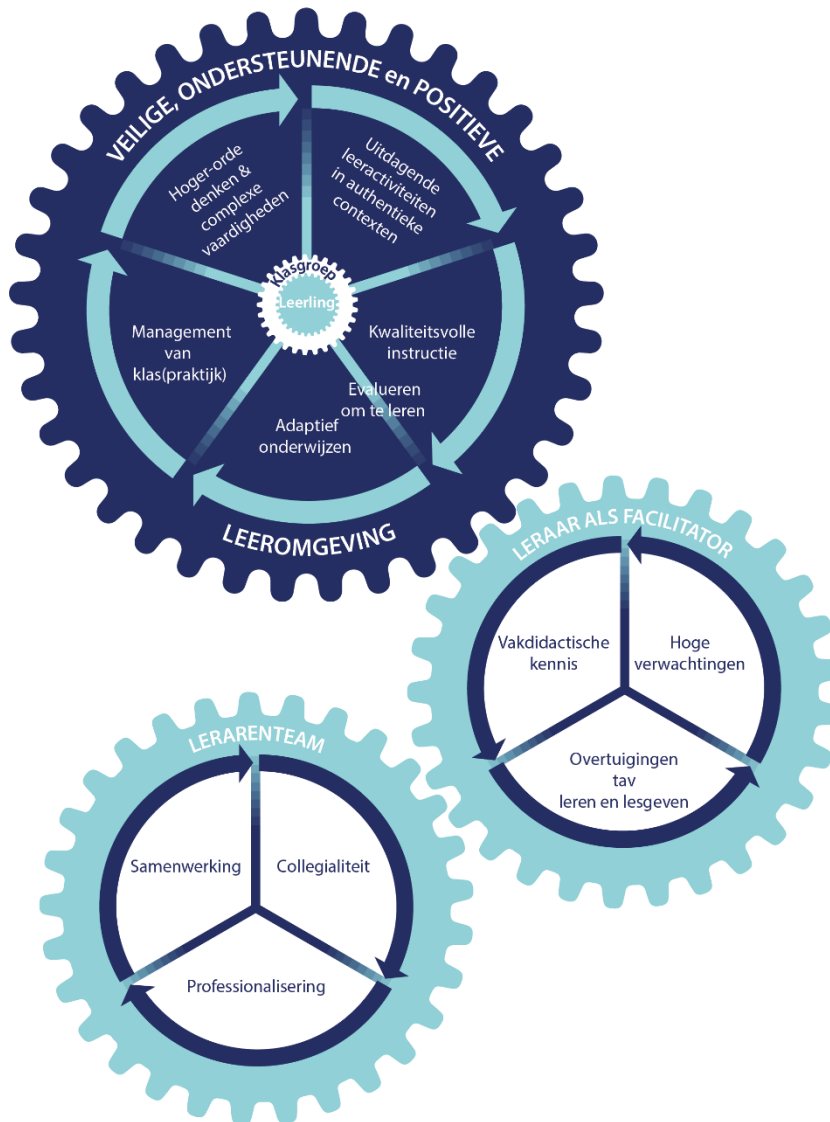 VEILIGE, ONDERSTEUNENDE en POSITIEVE
Hoger-orde
denken &
complexe
vaardigheden
Uitdagende
leeractiviteiten
in authentieke
contexten
Klasgroep
Leerling
Management
van
klas(praktijk)
Kwaliteitsvolle
instructie
Evalueren
om te leren
Adaptief
onderwijzen
LEEROMGEVING
LERAAR ALS FACILITATOR
Vakdidactische
kennis
Hoge
verwachtingen
Overtuigingen
tav
leren en lesgeven
LERARENTEAM
Samenwerking
Collegialiteit
Professionalisering